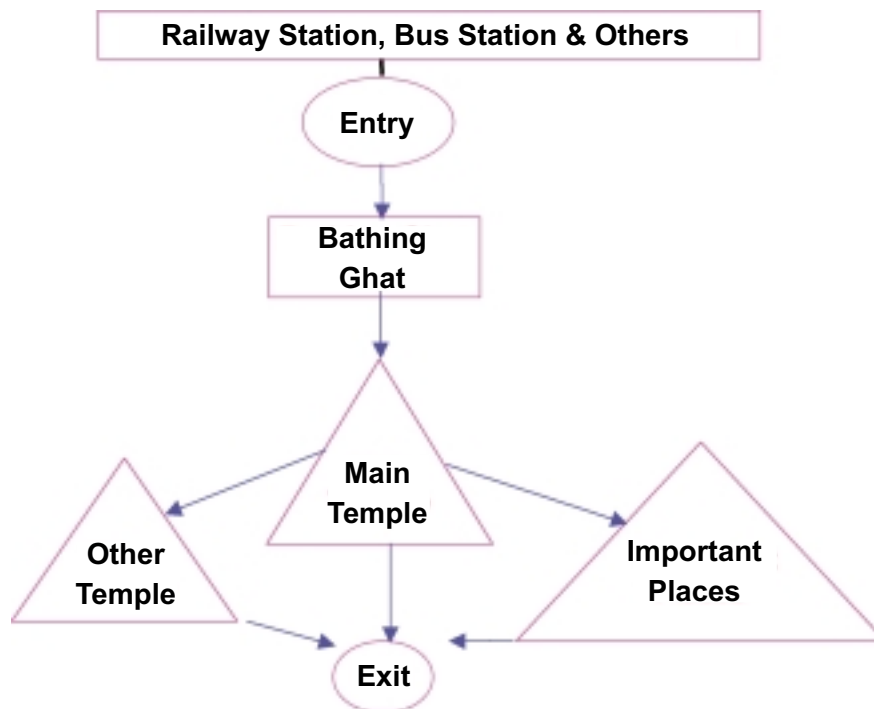 Railway Station, Bus Station & Others
Entry
Bathing
Ghat
Main
Temple
Other
Temple
Important
Places
Exit